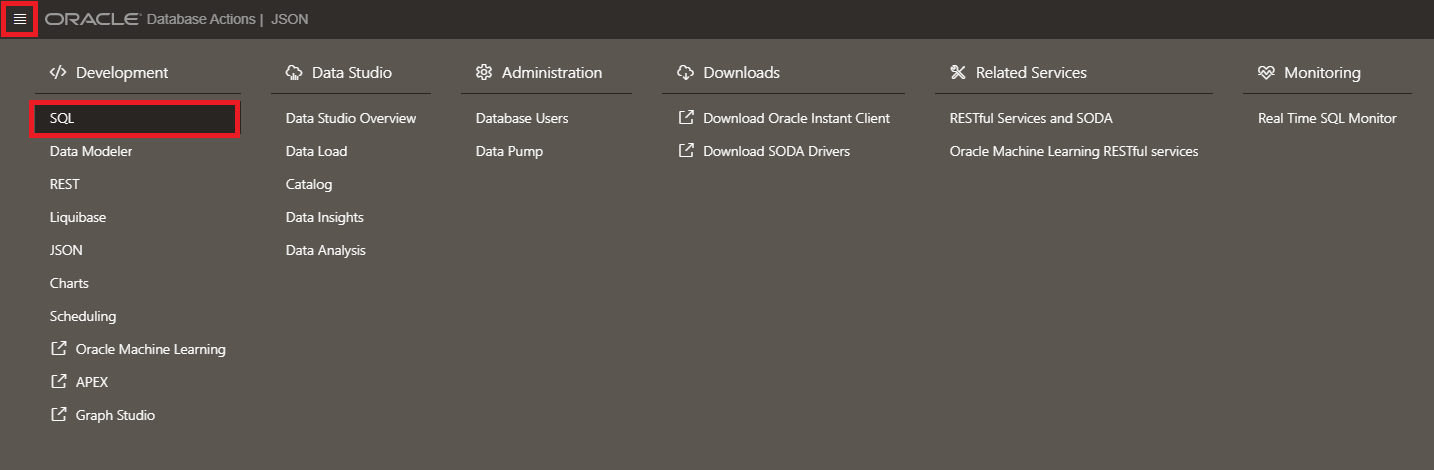 ORACLE Database Actions | JSON
Development
SQL
Data Modeler
REST
Liquibase
JSON
Charts
Scheduling
Oracle Machine Learning
APEX
Graph Studio
Data Studio
Data Studio Overview
Data Load
Catalog
Data Insights
Data Analysis
Administration
Database Users
Data Pump
Downloads
Download Oracle Instant Client
Download SODA Drivers
Related Services
RESTful Services and SODA
Oracle Machine Learning RESTful services
Monitoring
Real Time SQL Monitor